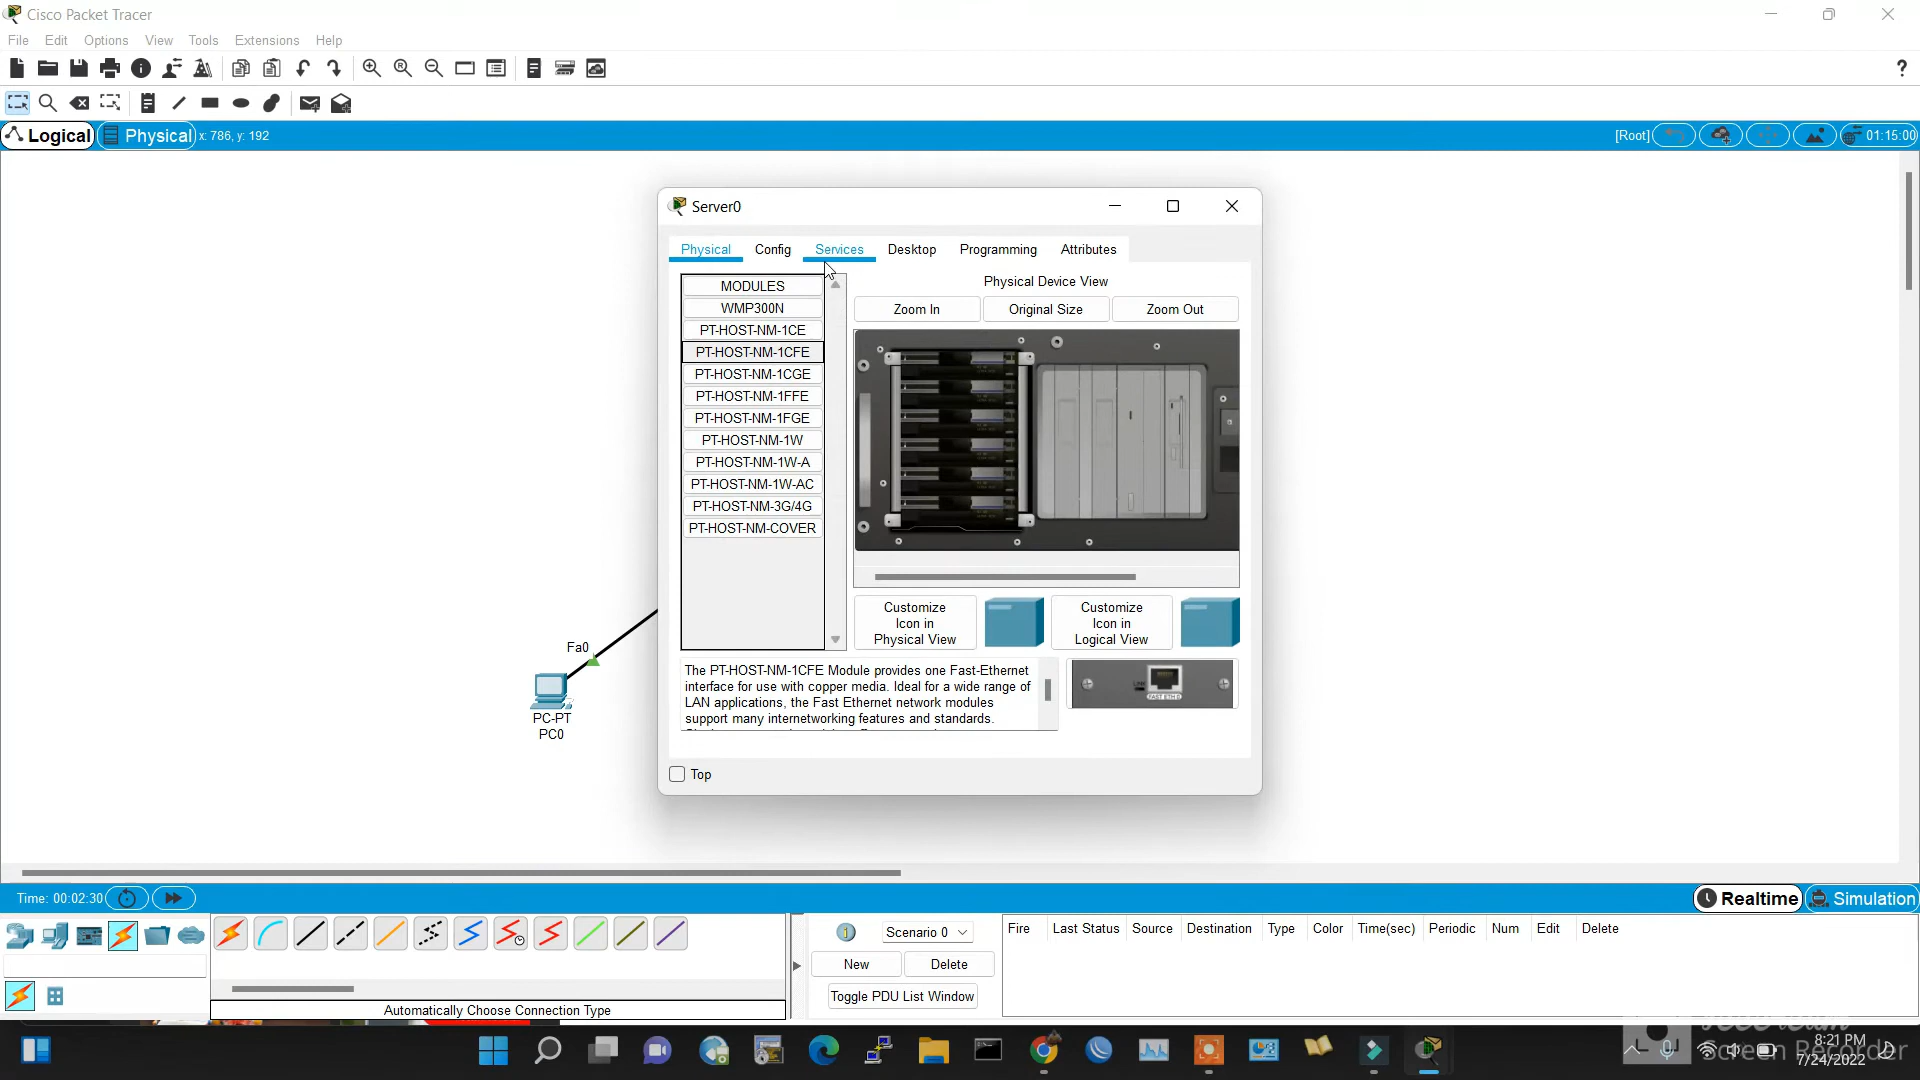 Cisco Packet Tracer
File Edit Options View Tools Extensions Help
Logical Physical x: 786, y: 192 [Root] 01:15:00
Server0
Physical Config Services Desktop Programming Attributes
MODULES
WMP300N
PT-HOST-NM-1CE
PT-HOST-NM-1CFE
PT-HOST-NM-1CGE
PT-HOST-NM-1FFE
PT-HOST-NM-1FGE
PT-HOST-NM-1W
PT-HOST-NM-1W-A
PT-HOST-NM-1W-AC
PT-HOST-NM-3G/4G
PT-HOST-NM-COVER
Physical Device View
Zoom In Original Size Zoom Out
Customize
Icon in
Physical View
Customize
Icon in
Logical View
The PT-HOST-NM-1CFE Module provides one Fast-Ethernet
interface for use with copper media. Ideal for a wide range of
LAN applications, the Fast Ethernet network modules
support many internetworking features and standards.
FAST ETH 0
Top
Fa0
PC-PT
PC0
Time: 00:02:30
Realtime Simulation
Automatically Choose Connection Type
Scenario 0
New Delete
Toggle PDU List Window
Fire Last Status Source Destination Type Color Time(sec) Periodic Num Edit Delete
8:21 PM
7/24/2022
Screen Recorder